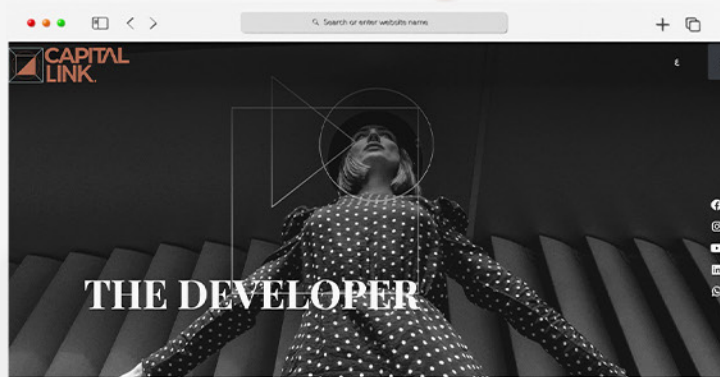 Search or enter website name
CAPITAL
LINK.
ع
THE DEVELOPER